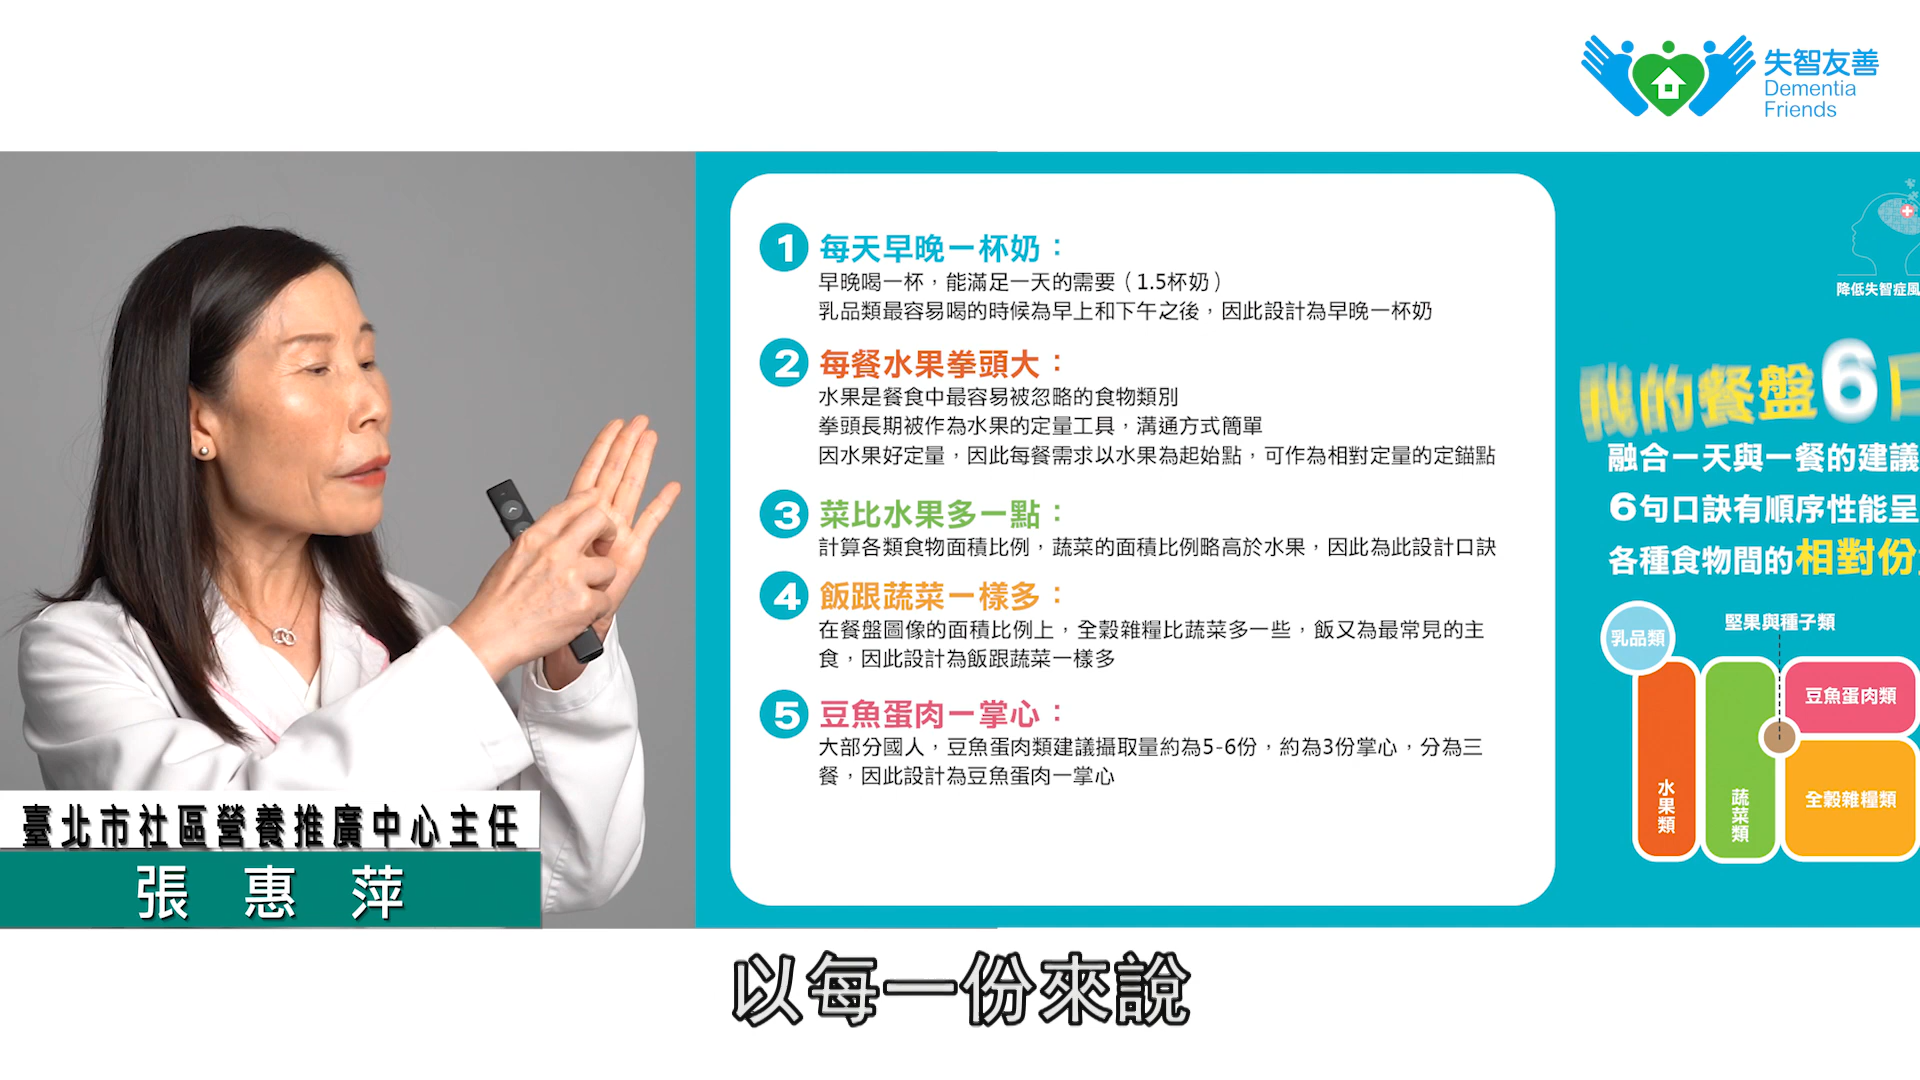 失智友善
Dementia
Friends
1 每天早晚一杯奶：
早晚喝一杯，能滿足一天的需要（1.5杯奶）
乳品類最容易喝的時候為早上和下午之後，因此設計為早晚一杯奶
2 每餐水果拳頭大：
水果是餐食中最容易被忽略的食物類別
拳頭長期被作為水果的定量工具，溝通方式簡單
因水果好定量，因此每餐需求以水果為起始點，可作為相對定量的定錨點
3 菜比水果多一點：
計算各類食物面積比例，蔬菜的面積比例略高於水果，因此為此設計口訣
4 飯跟蔬菜一樣多：
在餐盤圖像的面積比例上，全穀雜糧比蔬菜多一些，飯又為最常見的主
食，因此設計為飯跟蔬菜一樣多
5 豆魚蛋肉一掌心：
大部分國人，豆魚蛋肉類建議攝取量約為5-6份，約為3份掌心，分為三
餐，因此設計為豆魚蛋肉一掌心
降低失智症風
我的餐盤6口
融合一天與一餐的建議
6句口訣有順序性能呈
各種食物間的相對份
乳品類
堅果與種子類
豆魚蛋肉類
水果類
蔬菜類
全穀雜糧類
臺北市社區營養推廣中心主任
張惠萍
以每一份來說